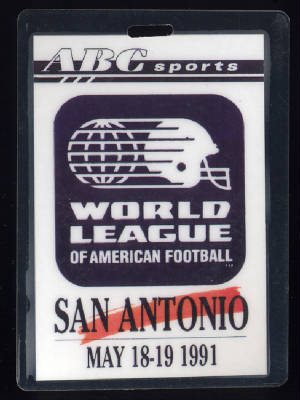 ABC sports
WORLD
LEAGUE
OF AMERICAN FOOTBALL
SAN ANTONIO
MAY 18-19 1991